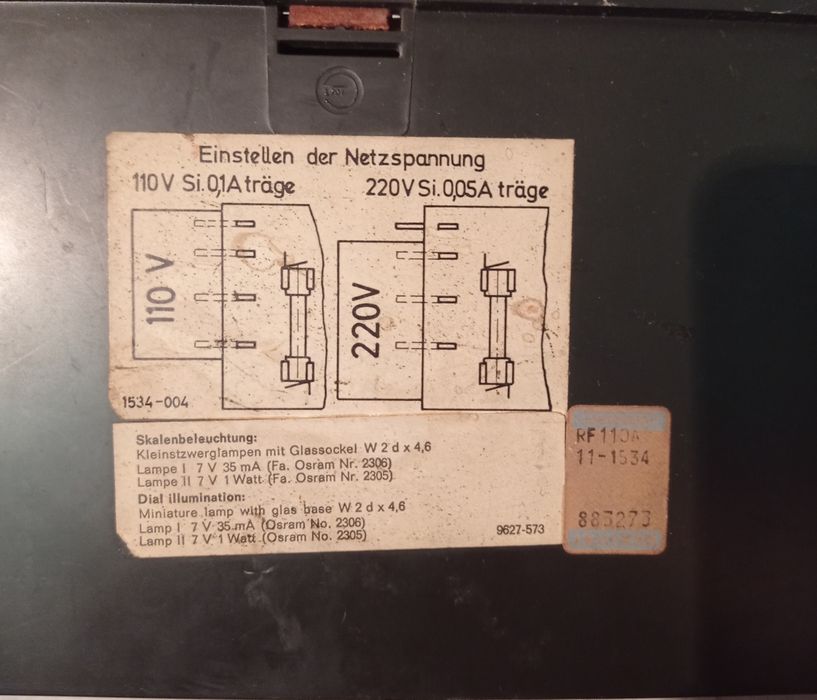 Einstellen der Netzspannung
110V Si.0,1A träge
220V Si.0,05A träge
110 V
220V
1534-004
Skalenbeleuchtung:
Kleinstzwerglampen mit Glassockel W 2 d x 4,6
Lampe I 7 V 35 mA (Fa. Osram Nr. 2306)
Lampe II 7 V 1 Watt (Fa. Osram Nr. 2305)
Dial illumination:
Miniature lamp with glas base W 2 d x 4,6
Lamp I 7 V 35 mA (Osram No. 2306)
Lamp II 7 V 1 Watt (Osram No. 2305)
9627-573
RF 110A
11-1534
883273